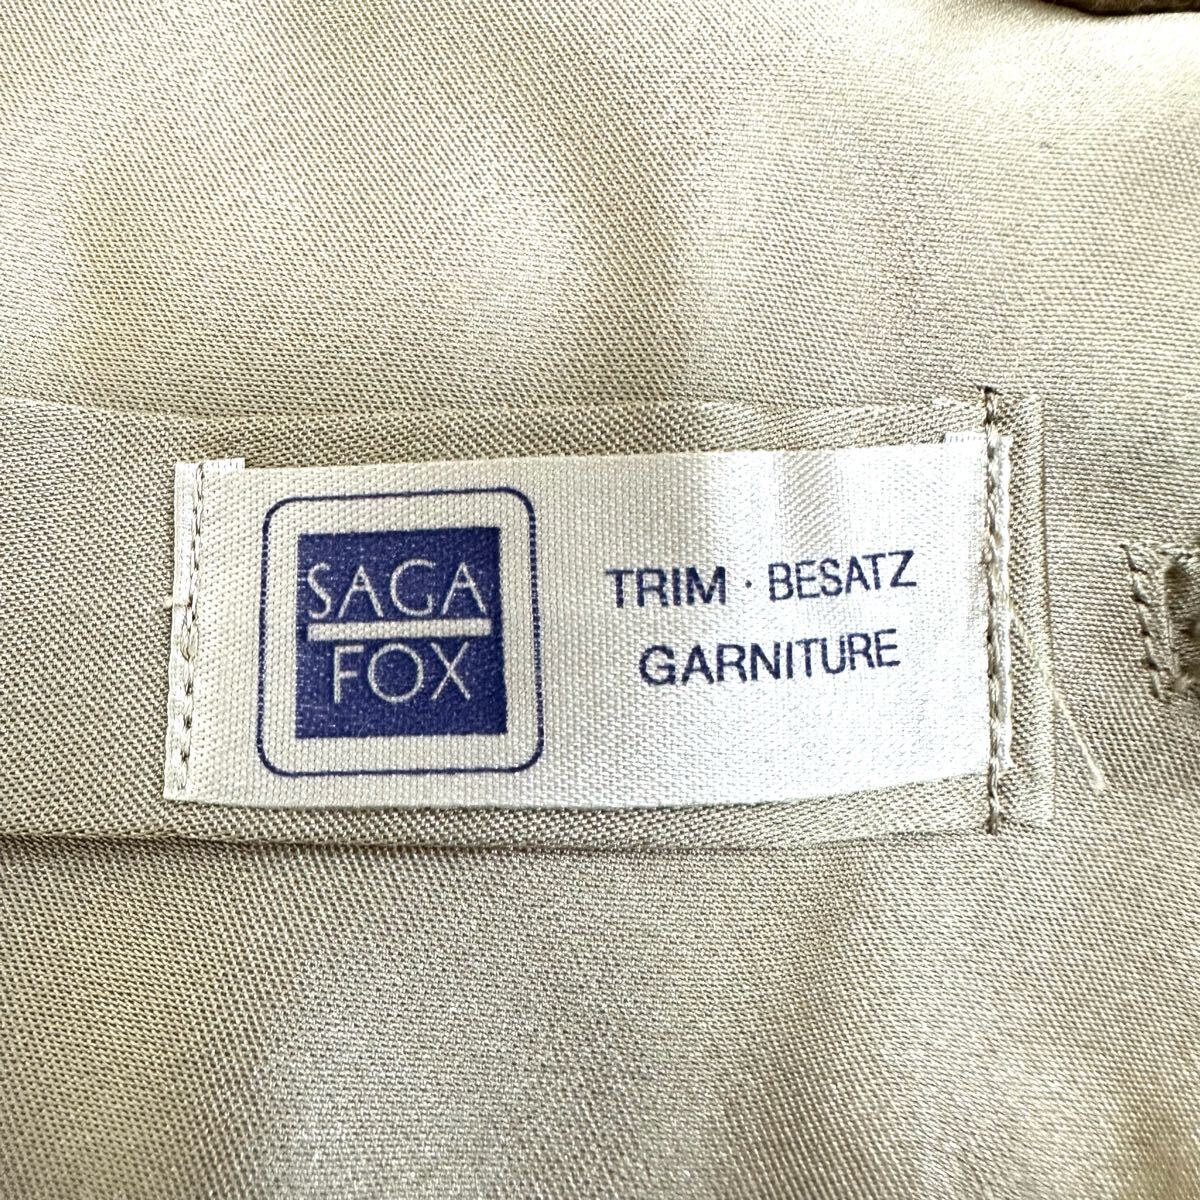 SAGA
FOX
TRIM · BESATZ
GARNITURE